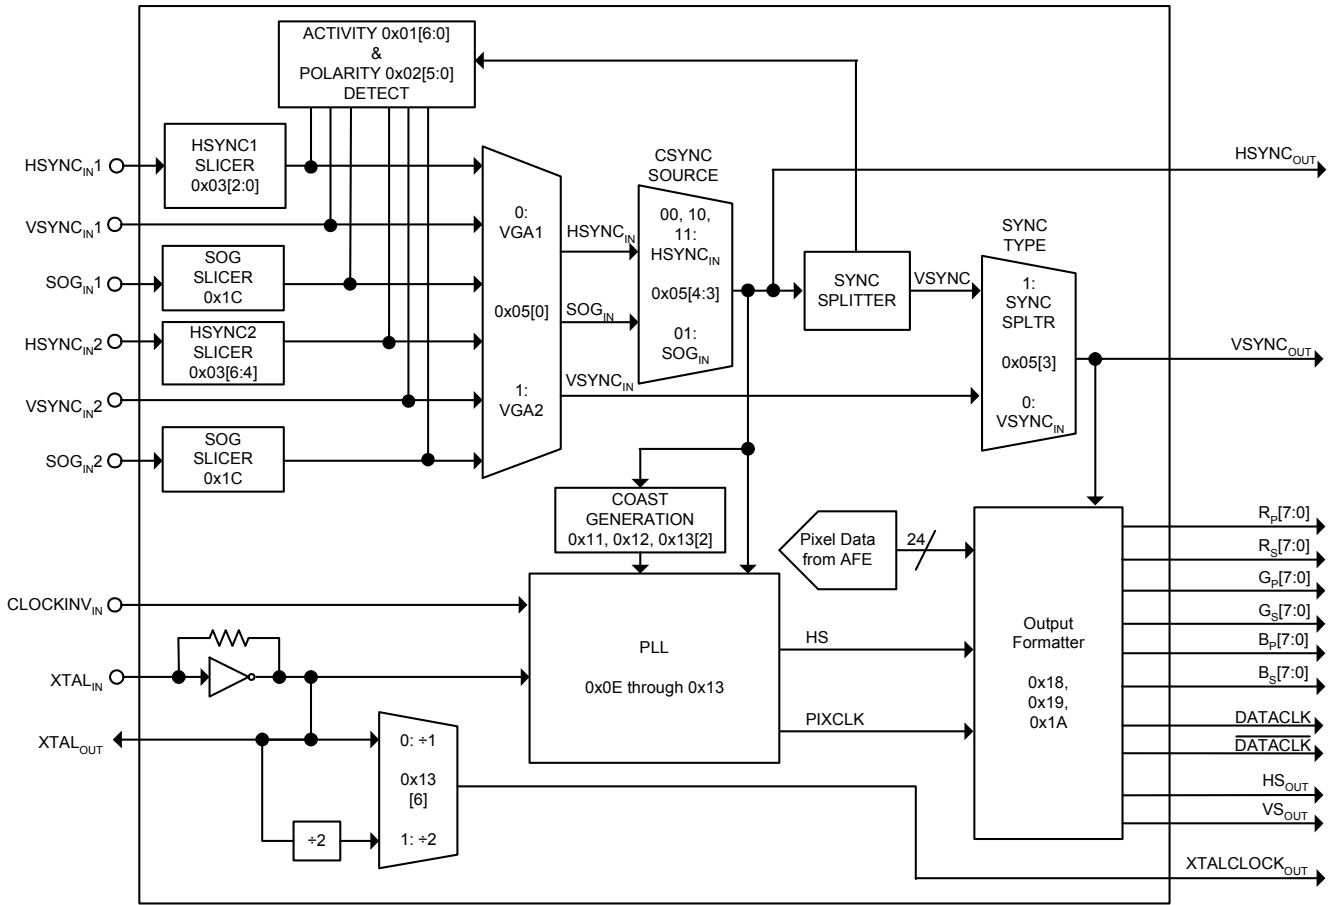 ACTIVITY 0x01[6:0]
&
POLARITY 0x02[5:0]
DETECT
HSYNC_IN1
HSYNC1
SLICER
0x03[2:0]
VSYNC_IN1
SOG_IN1
SOG
SLICER
0x1C
HSYNC_IN2
HSYNC2
SLICER
0x03[6:4]
VSYNC_IN2
SOG_IN2
SOG
SLICER
0x1C
0:
VGA1
0x05[0]
1:
VGA2
HSYNC_IN
SOG_IN
VSYNC_IN
CSYNC
SOURCE
00, 10,
11:
HSYNC_IN
0x05[4:3]
01:
SOG_IN
SYNC
SPLITTER
VSYNC
SYNC
TYPE
1:
SYNC
SPLTR
0x05[3]
0:
VSYNC_IN
HSYNC_OUT
VSYNC_OUT
COAST
GENERATION
0x11, 0x12, 0x13[2]
Pixel Data
from AFE
24
CLOCKINV_IN
XTAL_IN
XTAL_OUT
PLL
0x0E through 0x13
HS
PIXCLK
0: ÷1
0x13
[6]
1: ÷2
÷2
Output
Formatter
0x18,
0x19,
0x1A
R_P[7:0]
R_S[7:0]
G_P[7:0]
G_S[7:0]
B_P[7:0]
B_S[7:0]
DATACLK
DATACLK
HS_OUT
VS_OUT
XTALCLOCK_OUT